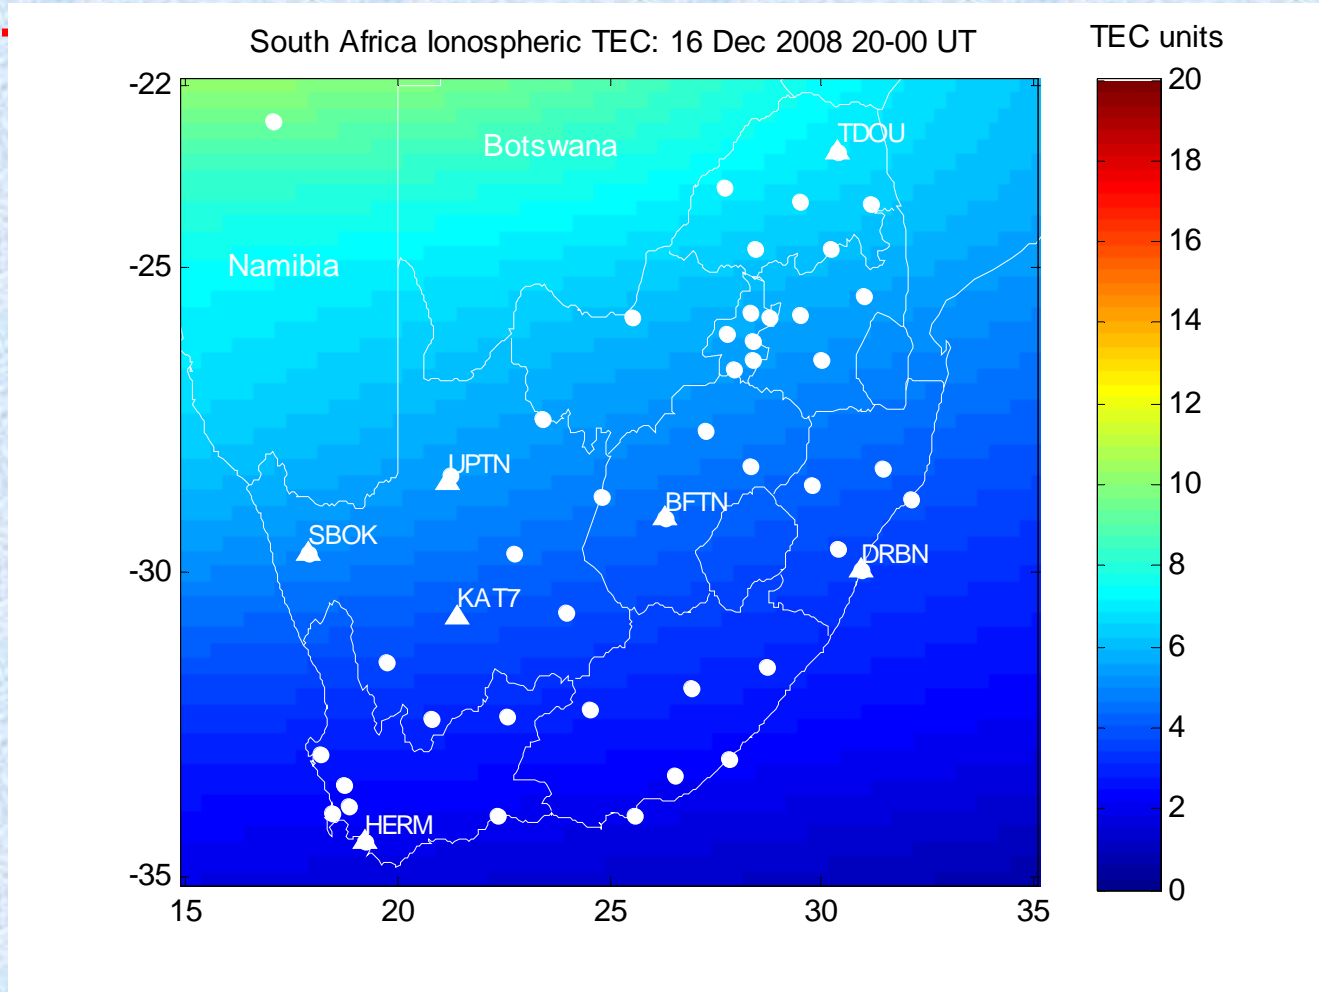 South Africa Ionospheric TEC: 16 Dec 2008 20-00 UT
TEC units
-22
-25
-30
-35
15
20
25
30
35
Botswana
TDOU
Namibia
UPTN
BFTN
SBOK
DRBN
KAT7
HERM
20
18
16
14
12
10
8
6
4
2
0